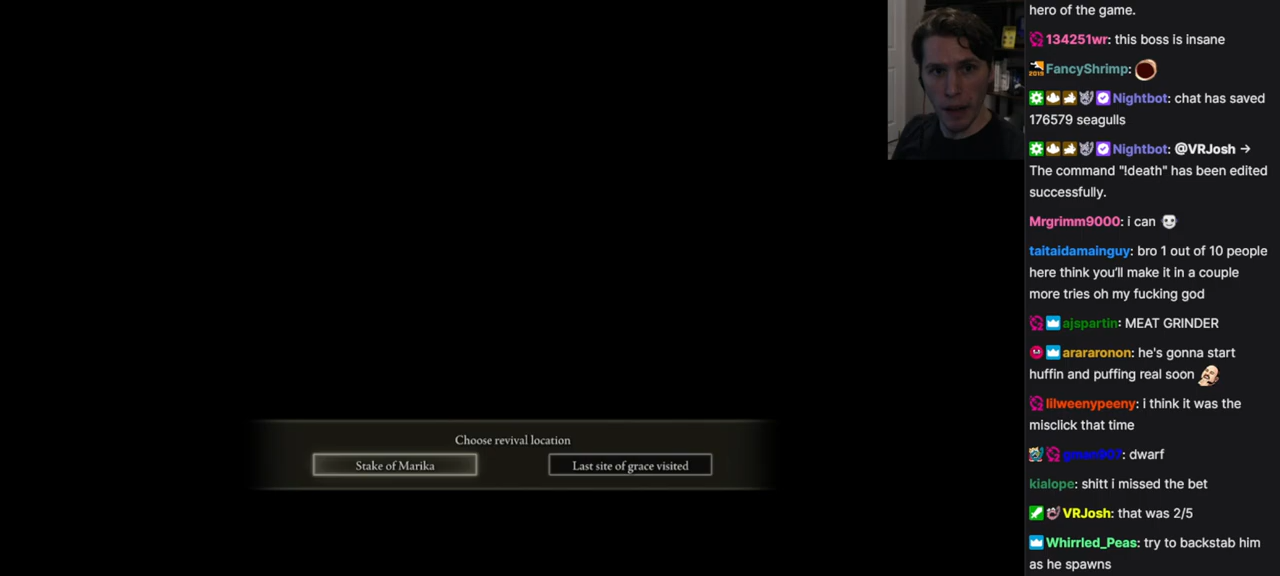 hero of the game.
134251wr: this boss is insane
FancyShrimp:
Nightbot: chat has saved
176579 seagulls
Nightbot: @VRJosh →
The command "!death" has been edited
successfully.
Mrgrimm9000: i can
taitaidamainguy: bro 1 out of 10 people
here think you'll make it in a couple
more tries oh my fucking god
ajspartin: MEAT GRINDER
arararonon: he's gonna start
huffin and puffing real soon
lilweenypeeny: i think it was the
misclick that time
: dwarf
kialope: shitt i missed the bet
VRJosh: that was 2/5
Whirrled_Peas: try to backstab him
as he spawns
Choose revival location
Stake of Marika
Last site of grace visited